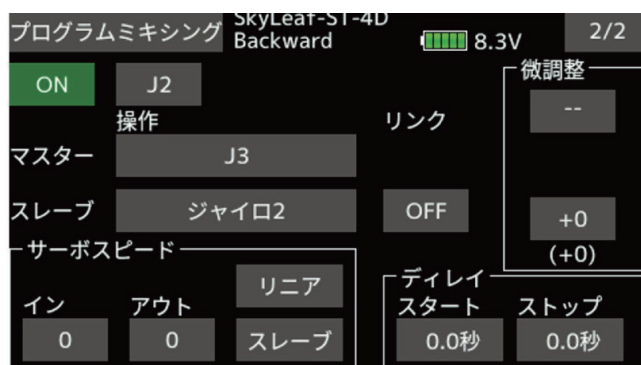 プログラムミキシング SkyLeaf-ST-4D 2/2
Backward 8.3V
ON J2 微調整
操作 リンク --
マスター J3
スレーブ ジャイロ2 OFF +0
(+0)
サーボスピード ディレイ
リニア スタート ストップ
イン アウト
0 0 スレーブ 0.0秒 0.0秒